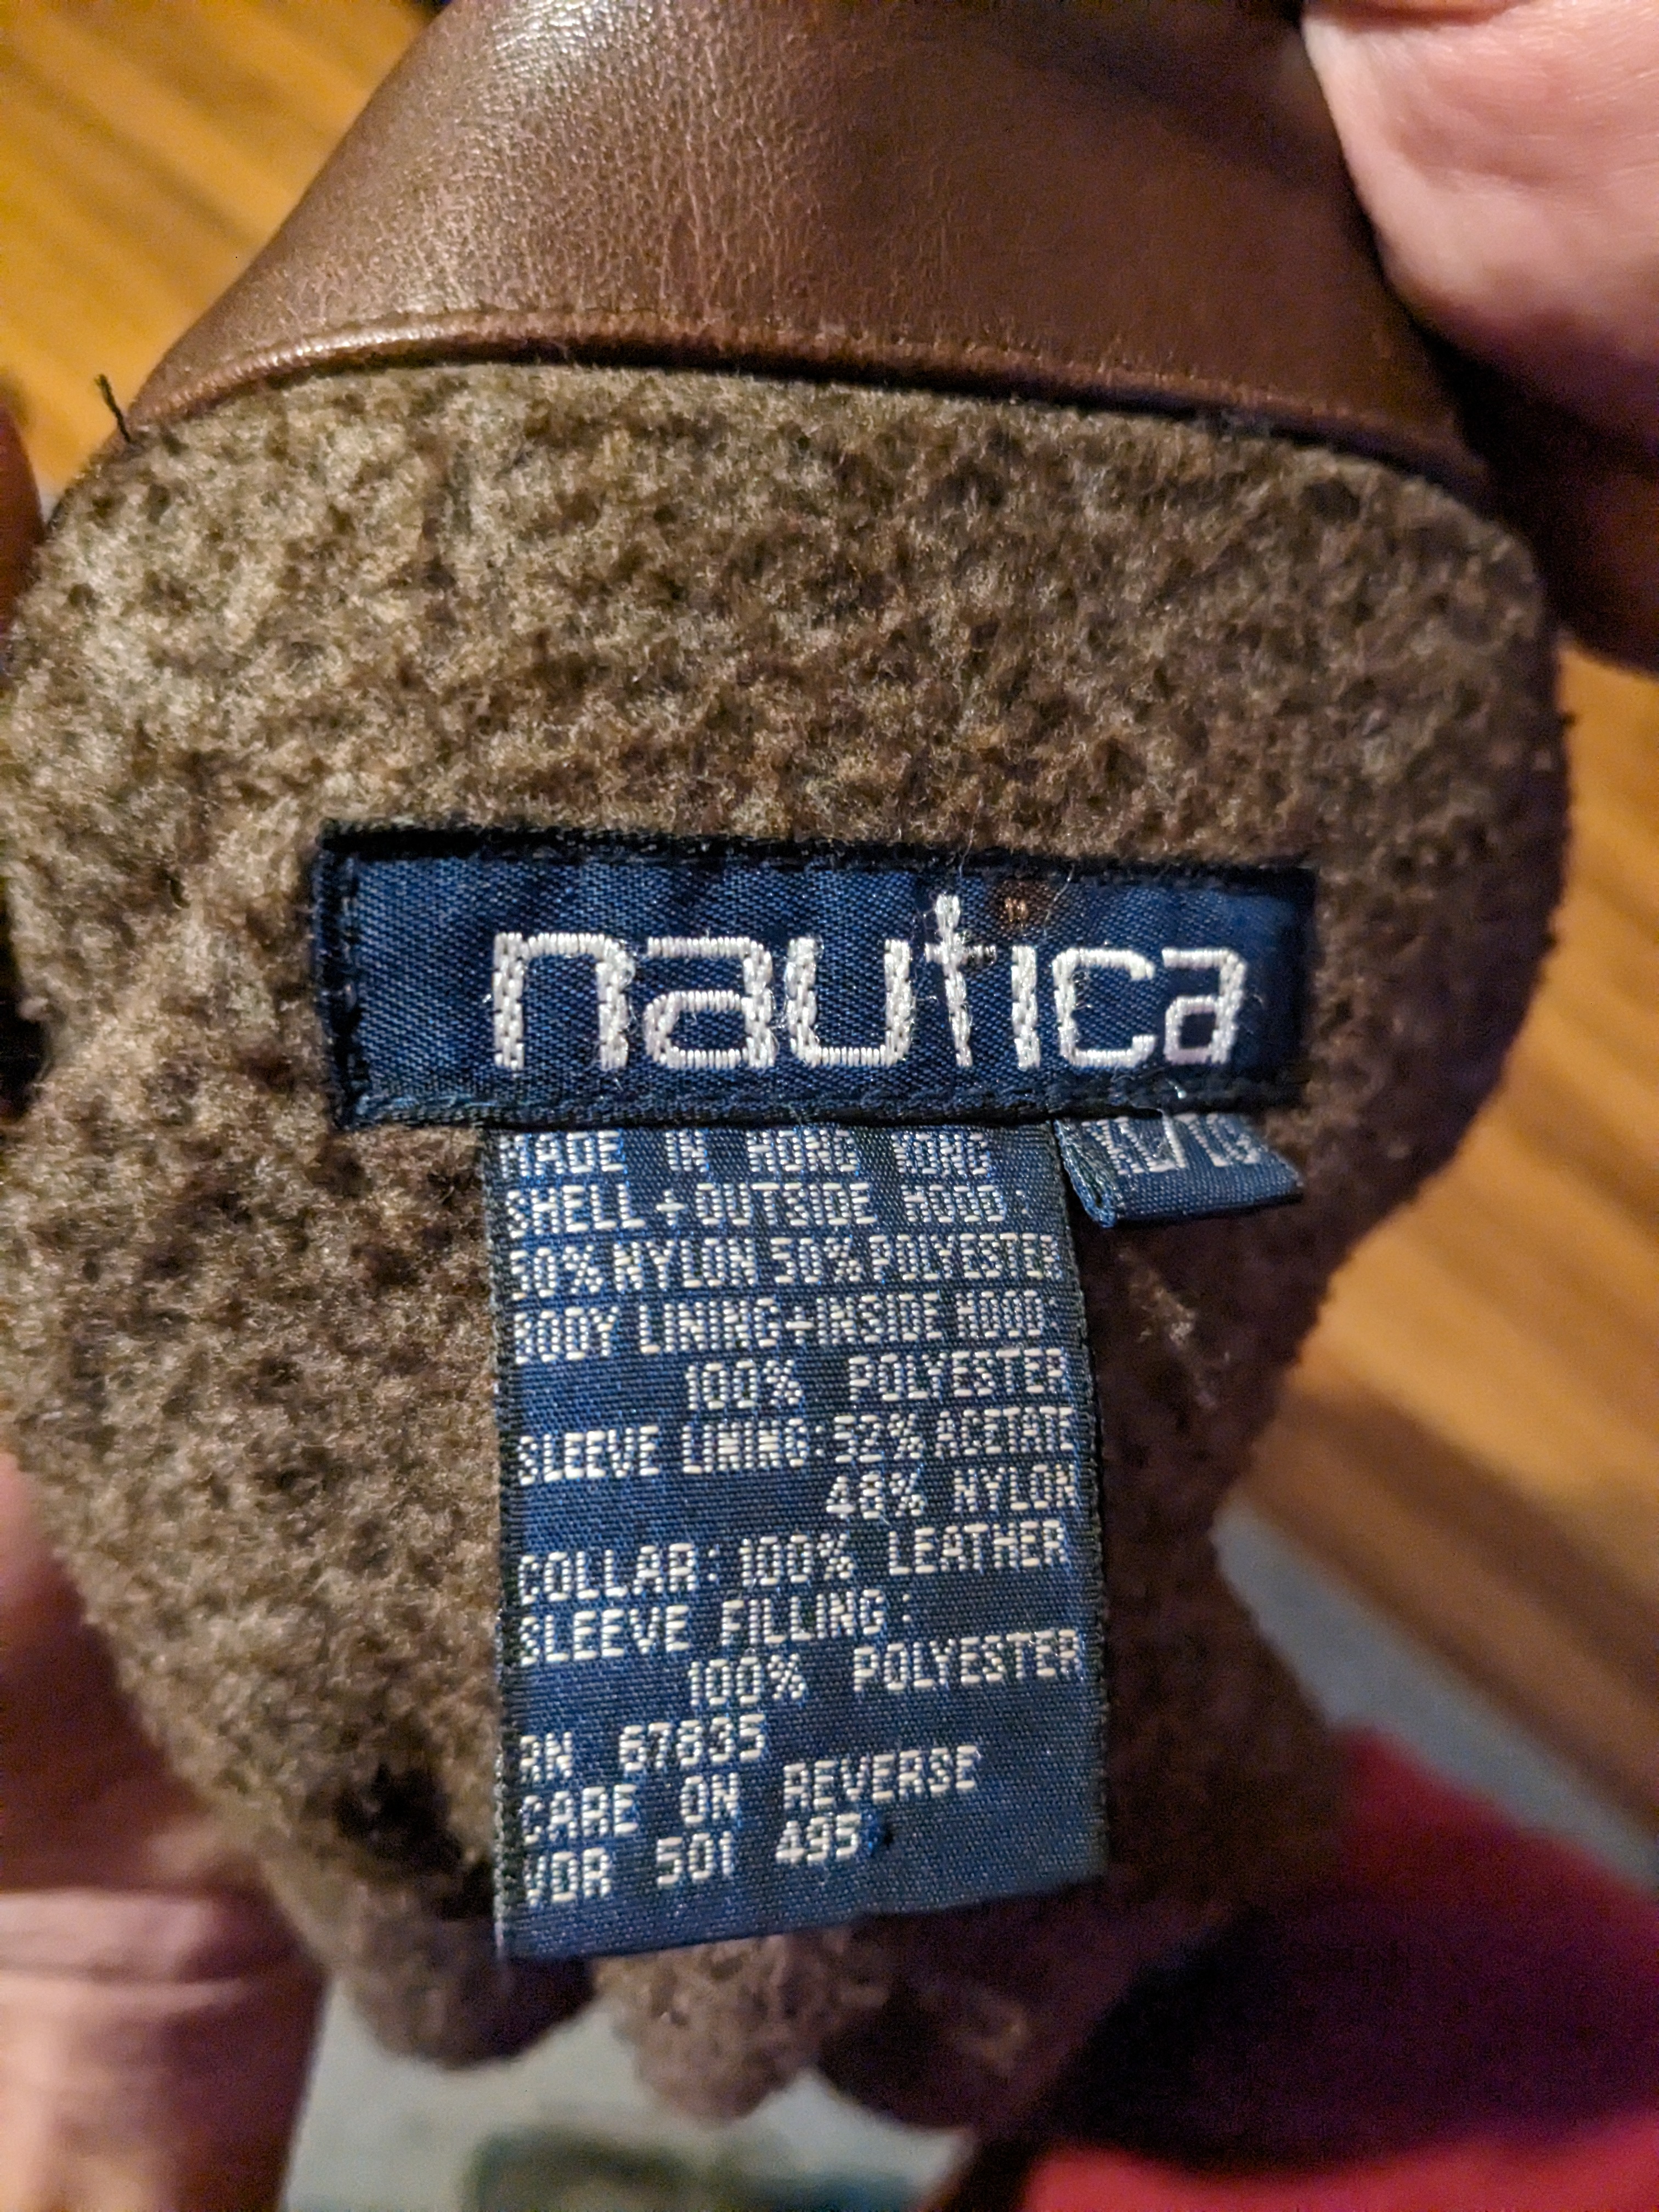 nautica
XL/TG
MADE IN HONG KONG
SHELL+OUTSIDE HOOD:
50%NYLON 50%POLYESTER
BODY LINING+INSIDE HOOD:
100% POLYESTER
SLEEVE LINING:52%ACETATE
48% NYLON
COLLAR:100% LEATHER
SLEEVE FILLING:
100% POLYESTER
RN 67835
CARE ON REVERSE
VDR 501 495